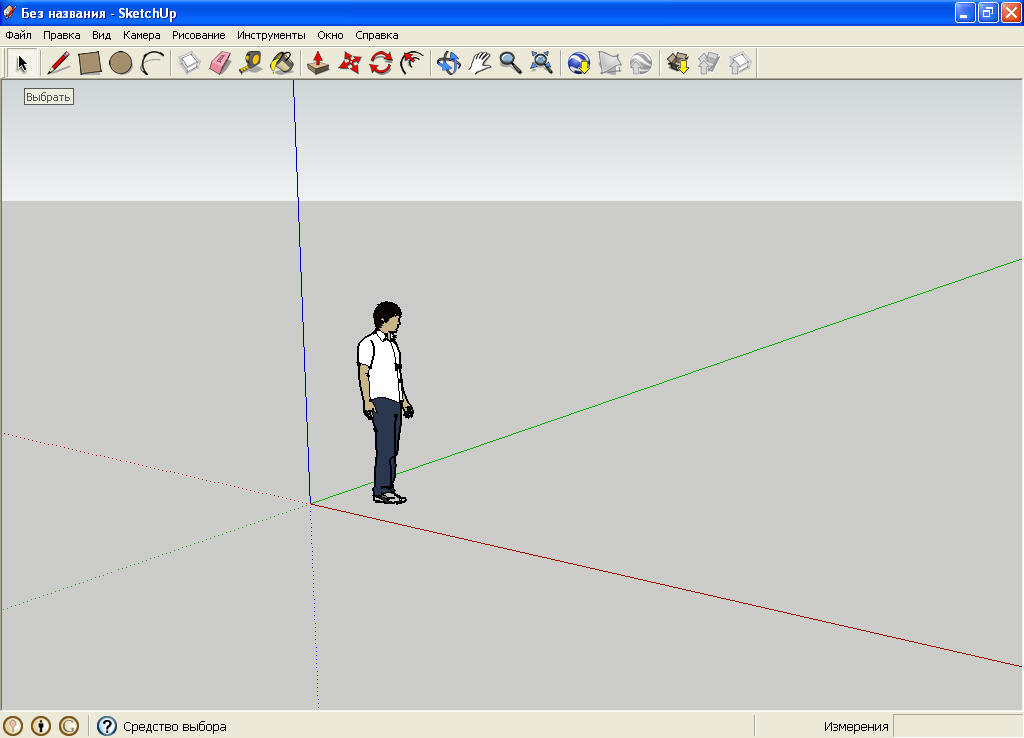 Без названия - SketchUp
Файл Правка Вид Камера Рисование Инструменты Окно Справка
Выбрать
Средство выбора
Измерения